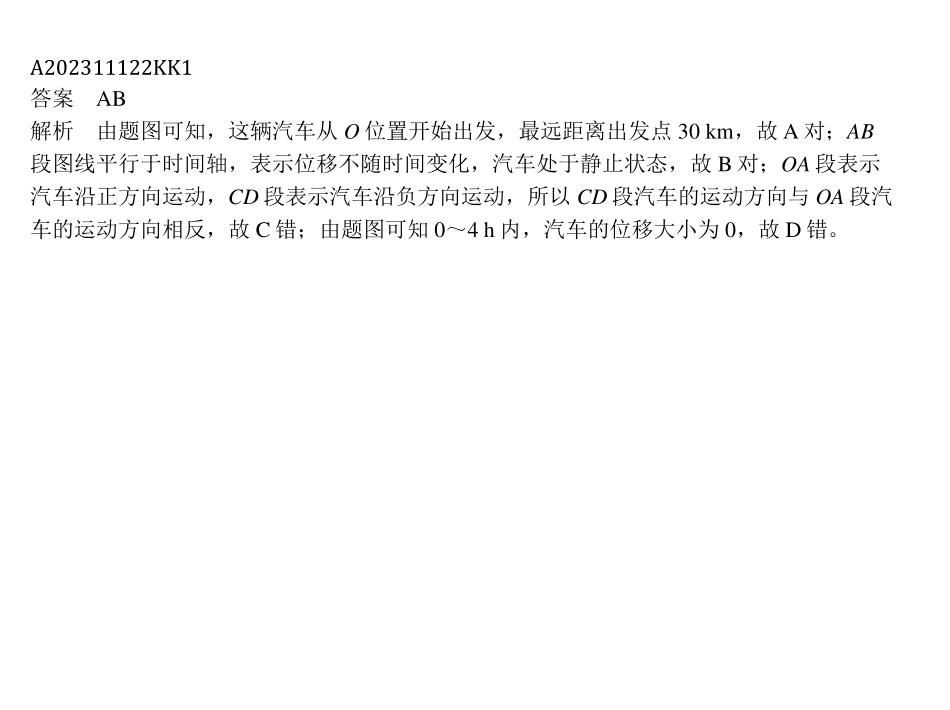 A202311122KK1
答案　AB
解析　由题图可知，这辆汽车从 O 位置开始出发，最远距离出发点 30 km，故 A 对；AB
段图线平行于时间轴，表示位移不随时间变化，汽车处于静止状态，故 B 对；OA 段表示
汽车沿正方向运动，CD 段表示汽车沿负方向运动，所以 CD 段汽车的运动方向与 OA 段汽
车的运动方向相反，故 C 错；由题图可知 0～4 h 内，汽车的位移大小为 0，故 D 错。